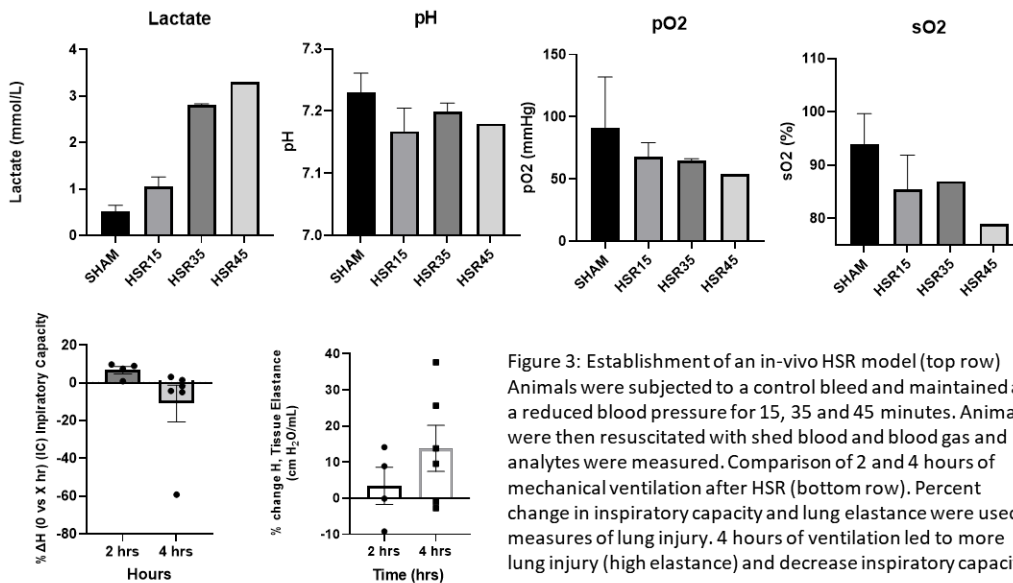 Lactate
pH
pO2
sO2
Lactate (mmol/L)
4
3
2
1
0
SHAM
HSR15
HSR35
HSR45
pH
7.3
7.2
7.1
7.0
SHAM
HSR15
HSR35
HSR45
pO2 (mmHg)
150
100
50
0
SHAM
HSR15
HSR35
HSR45
sO2 (%)
110
100
90
80
SHAM
HSR15
HSR35
HSR45
% ΔH (0 vs X hr) (IC) Inpiratory Capacity
20
0
-20
-40
-60
-80
2 hrs
4 hrs
Hours
% change H, Tissue Elastance
(cm H₂O/mL)
40
30
20
10
0
-10
2 hrs
4 hrs
Time (hrs)
Figure 3: Establishment of an in-vivo HSR model (top row)
Animals were subjected to a control bleed and maintained a
a reduced blood pressure for 15, 35 and 45 minutes. Anima
were then resuscitated with shed blood and blood gas and
analytes were measured. Comparison of 2 and 4 hours of
mechanical ventilation after HSR (bottom row). Percent
change in inspiratory capacity and lung elastance were used
measures of lung injury. 4 hours of ventilation led to more
lung injury (high elastance) and decrease inspiratory capaci